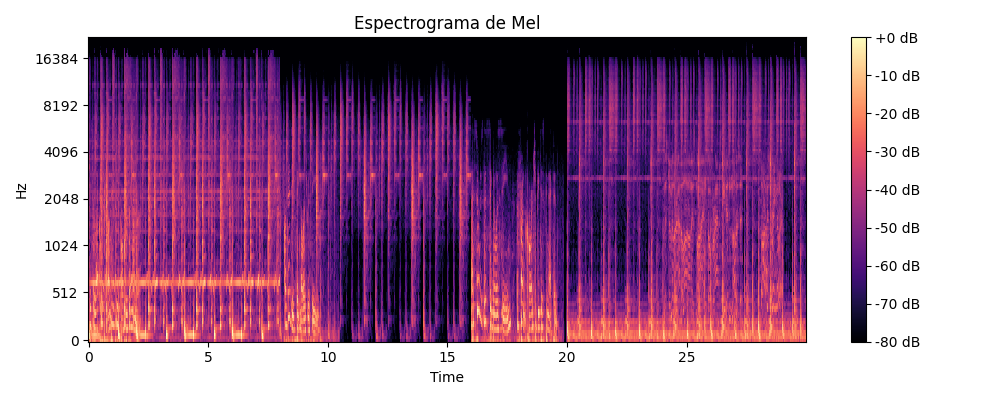 Espectrograma de Mel
Hz
16384
8192
4096
2048
1024
512
0
0 5 10 15 20 25
Time
+0 dB
-10 dB
-20 dB
-30 dB
-40 dB
-50 dB
-60 dB
-70 dB
-80 dB